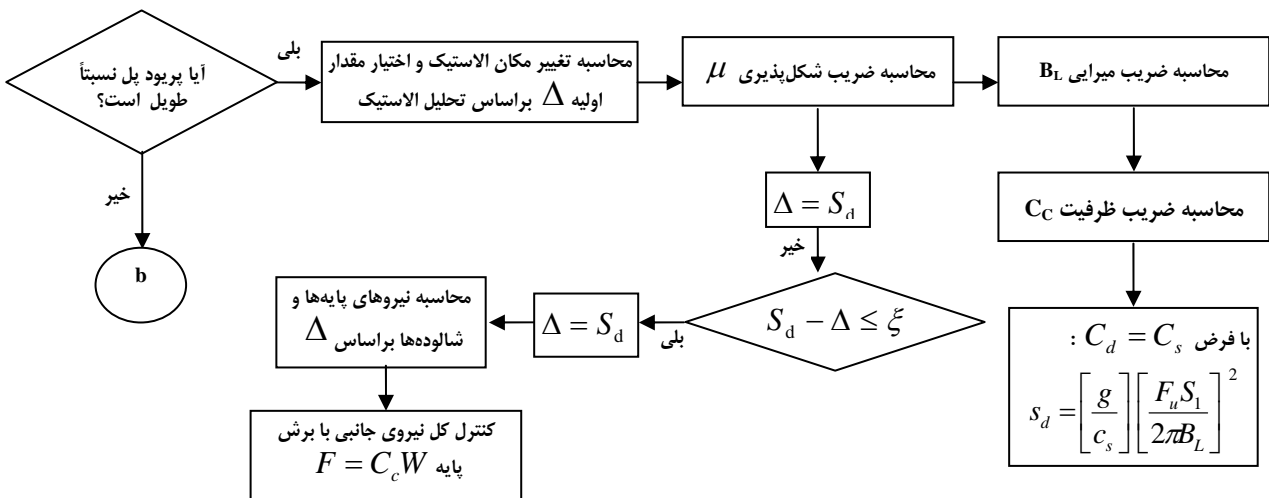 آیا پریود پل نسبتاً
طویل است؟
بلی
خیر
b
محاسبه تغییر مکان الاستیک و اختیار مقدار
اولیه Δ براساس تحلیل الاستیک
محاسبه ضریب شکل‌پذیری μ
محاسبه ضریب میرایی B_L
محاسبه ضریب ظرفیت C_C
با فرض C_d = C_s :
s_d = [g / c_s] [F_u S_1 / 2πB_L]^2
Δ = S_d
خیر
S_d − Δ ≤ ξ
بلی
Δ = S_d
محاسبه نیروهای پایه‌ها و
شالوده‌ها براساس Δ
کنترل کل نیروی جانبی با برش
پایه F = C_c W